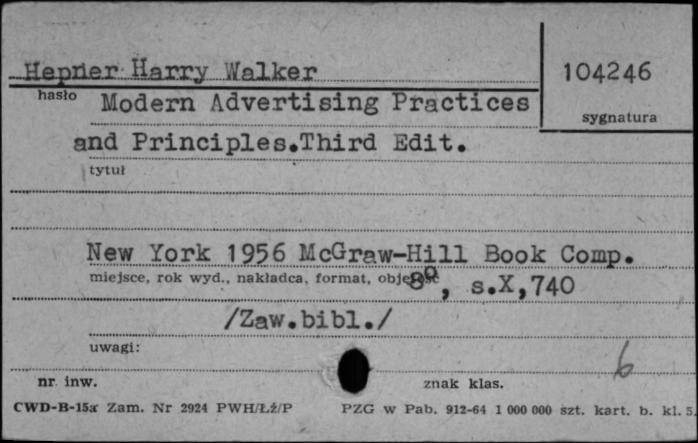 Hepner Harry Walker
104246
hasło
Modern Advertising Practices
sygnatura
and Principles.Third Edit.
tytuł
New York 1956 McGraw-Hill Book Comp.
miejsce, rok wyd., nakładca, format, objętość
8⁰, s.X,740
/Zaw.bibl./
uwagi:
6
nr. inw.
znak klas.
CWD-B-15a Zam. Nr 2924 PWH/Łż/P PZG w Pab. 912-64 1 000 000 szt. kart. b. kl. 5.